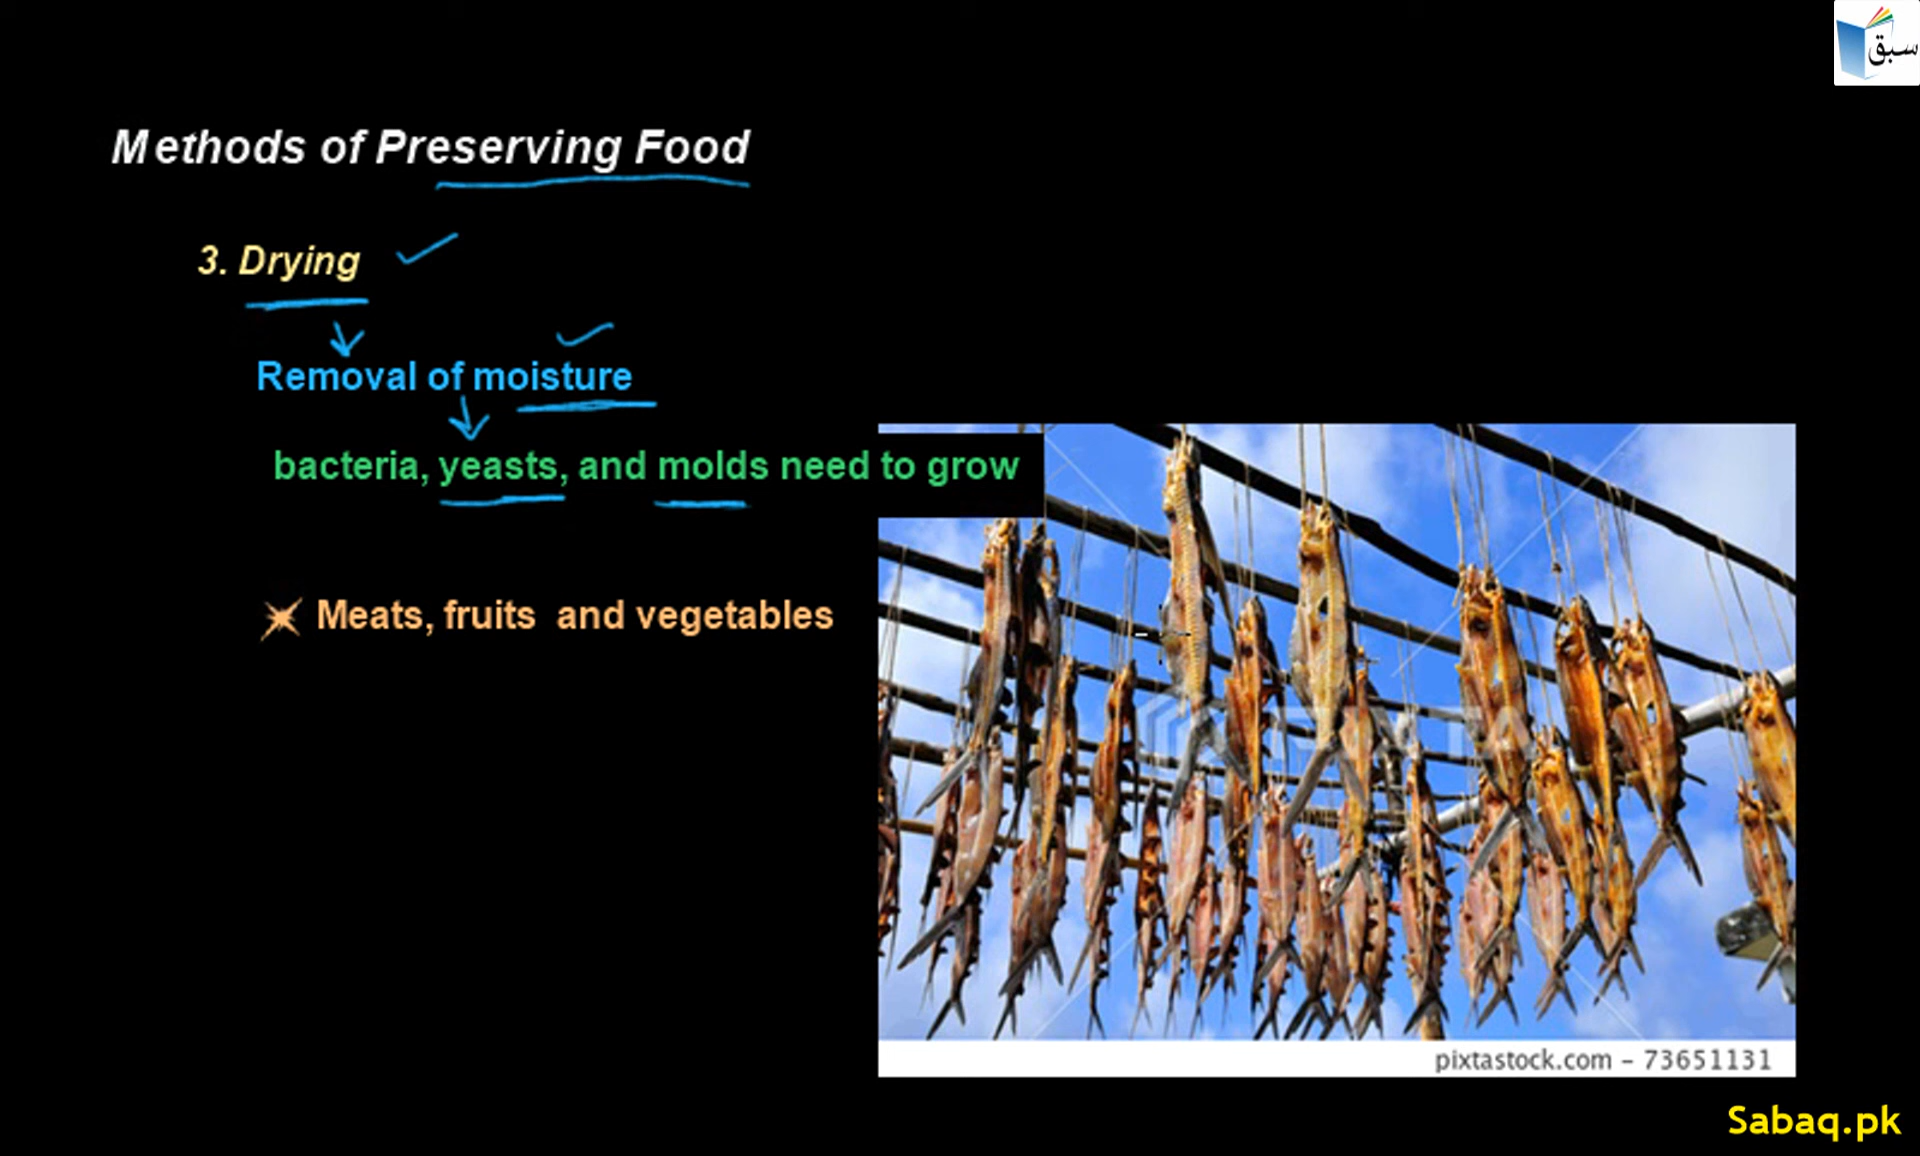 سبق
Methods of Preserving Food
3. Drying
Removal of moisture
bacteria, yeasts, and molds need to grow
Meats, fruits and vegetables
PIXTA
pixtastock.com - 73651131
Sabaq.pk